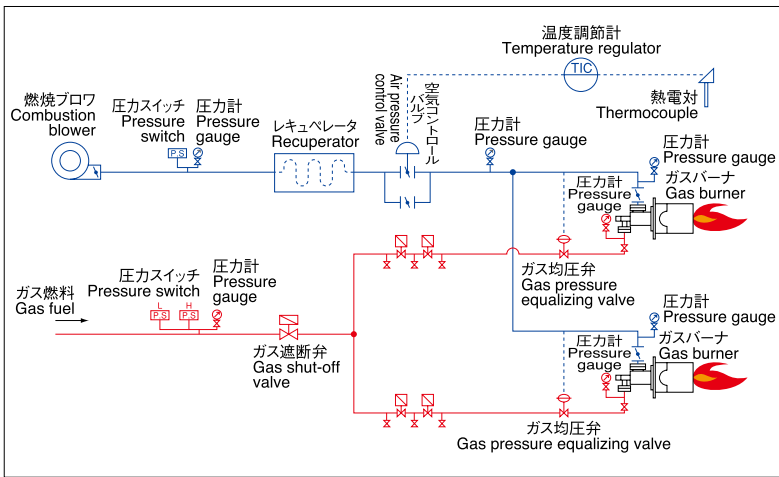 温度調節計
Temperature regulator
TIC
熱電対
Thermocouple
燃焼ブロワ
Combustion
blower
圧力スイッチ
Pressure
switch
P.S
圧力計
Pressure
gauge
レキュペレータ
Recuperator
空気コントロール
バルブ
Air pressure
control valve
圧力計
Pressure gauge
圧力計
Pressure gauge
ガスバーナ
Gas burner
圧力計
Pressure
gauge
ガス均圧弁
Gas pressure
equalizing valve
ガス燃料
Gas fuel
圧力スイッチ
Pressure switch
L
P.S
H
P.S
圧力計
Pressure
gauge
ガス遮断弁
Gas shut-off
valve
圧力計
Pressure gauge
ガスバーナ
Gas burner
圧力計
Pressure
gauge
ガス均圧弁
Gas pressure equalizing valve